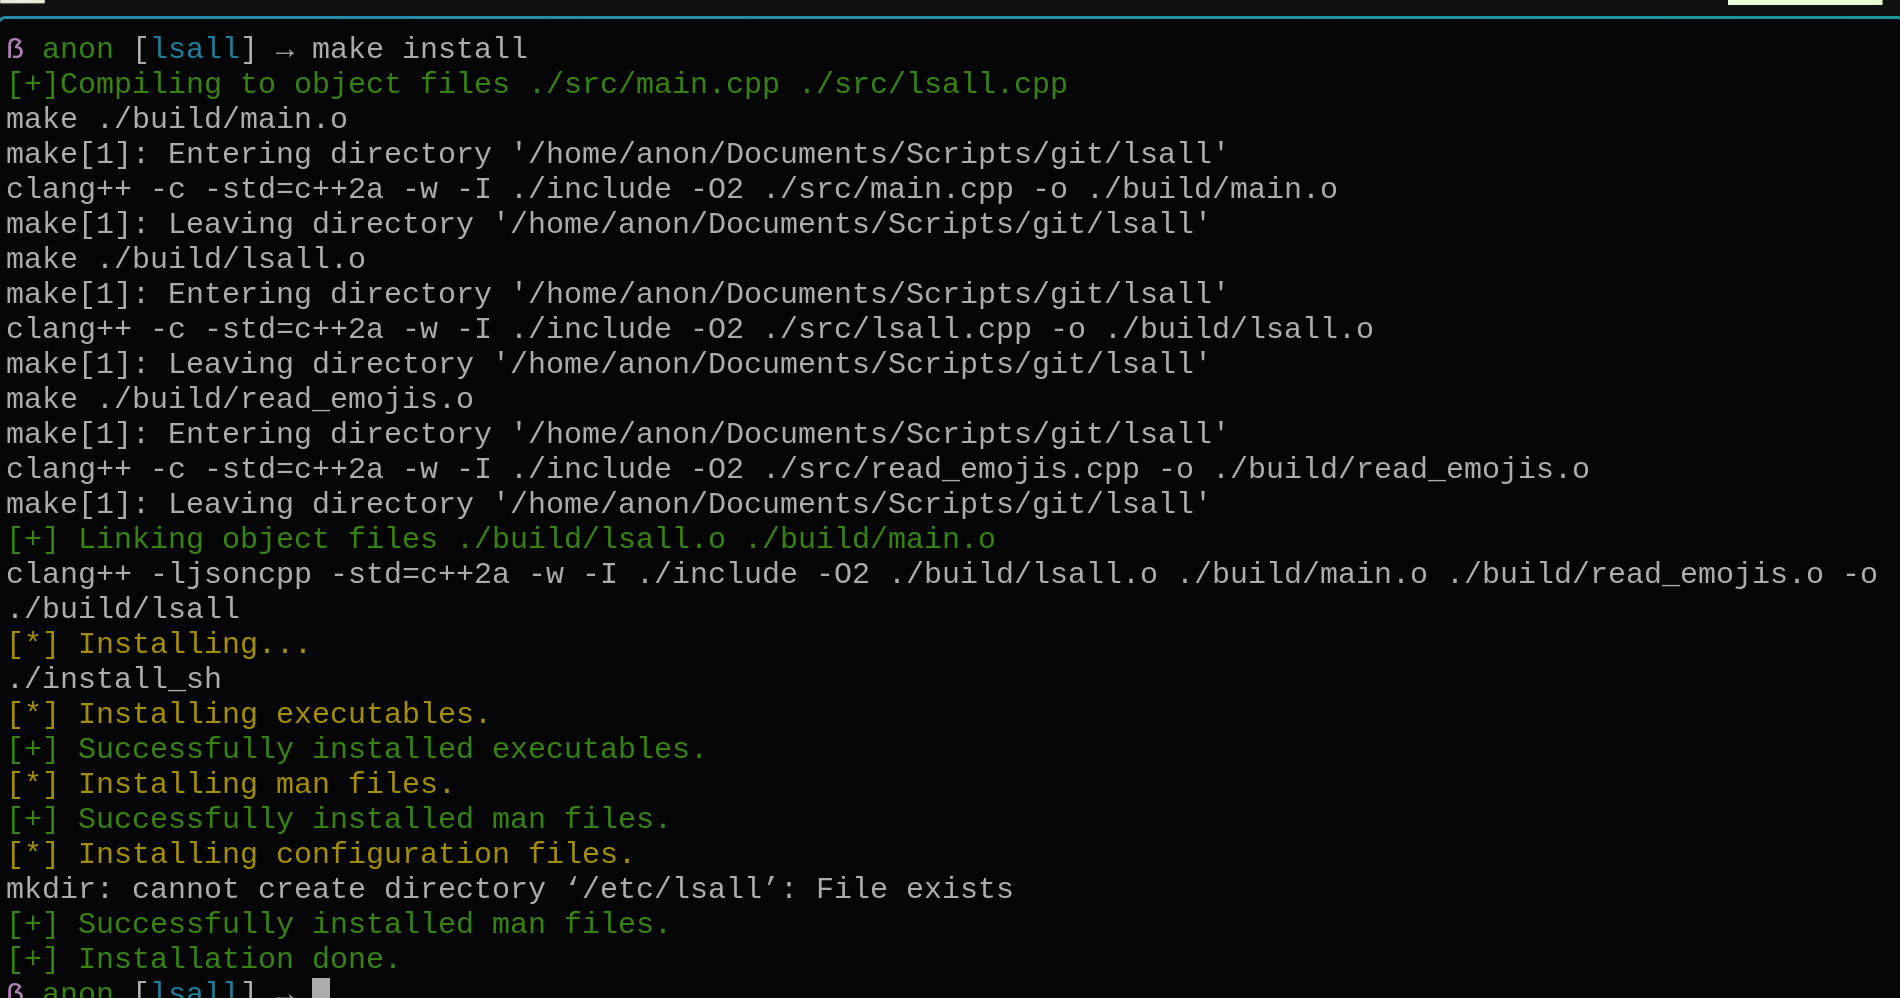 ẞ anon [lsall] → make install
[+]Compiling to object files ./src/main.cpp ./src/lsall.cpp
make ./build/main.o
make[1]: Entering directory '/home/anon/Documents/Scripts/git/lsall'
clang++ -c -std=c++2a -w -I ./include -O2 ./src/main.cpp -o ./build/main.o
make[1]: Leaving directory '/home/anon/Documents/Scripts/git/lsall'
make ./build/lsall.o
make[1]: Entering directory '/home/anon/Documents/Scripts/git/lsall'
clang++ -c -std=c++2a -w -I ./include -O2 ./src/lsall.cpp -o ./build/lsall.o
make[1]: Leaving directory '/home/anon/Documents/Scripts/git/lsall'
make ./build/read_emojis.o
make[1]: Entering directory '/home/anon/Documents/Scripts/git/lsall'
clang++ -c -std=c++2a -w -I ./include -O2 ./src/read_emojis.cpp -o ./build/read_emojis.o
make[1]: Leaving directory '/home/anon/Documents/Scripts/git/lsall'
[+] Linking object files ./build/lsall.o ./build/main.o
clang++ -ljsoncpp -std=c++2a -w -I ./include -O2 ./build/lsall.o ./build/main.o ./build/read_emojis.o -o
./build/lsall
[*] Installing...
./install_sh
[*] Installing executables.
[+] Successfully installed executables.
[*] Installing man files.
[+] Successfully installed man files.
[*] Installing configuration files.
mkdir: cannot create directory ‘/etc/lsall’: File exists
[+] Successfully installed man files.
[+] Installation done.
ẞ anon [lsall] →